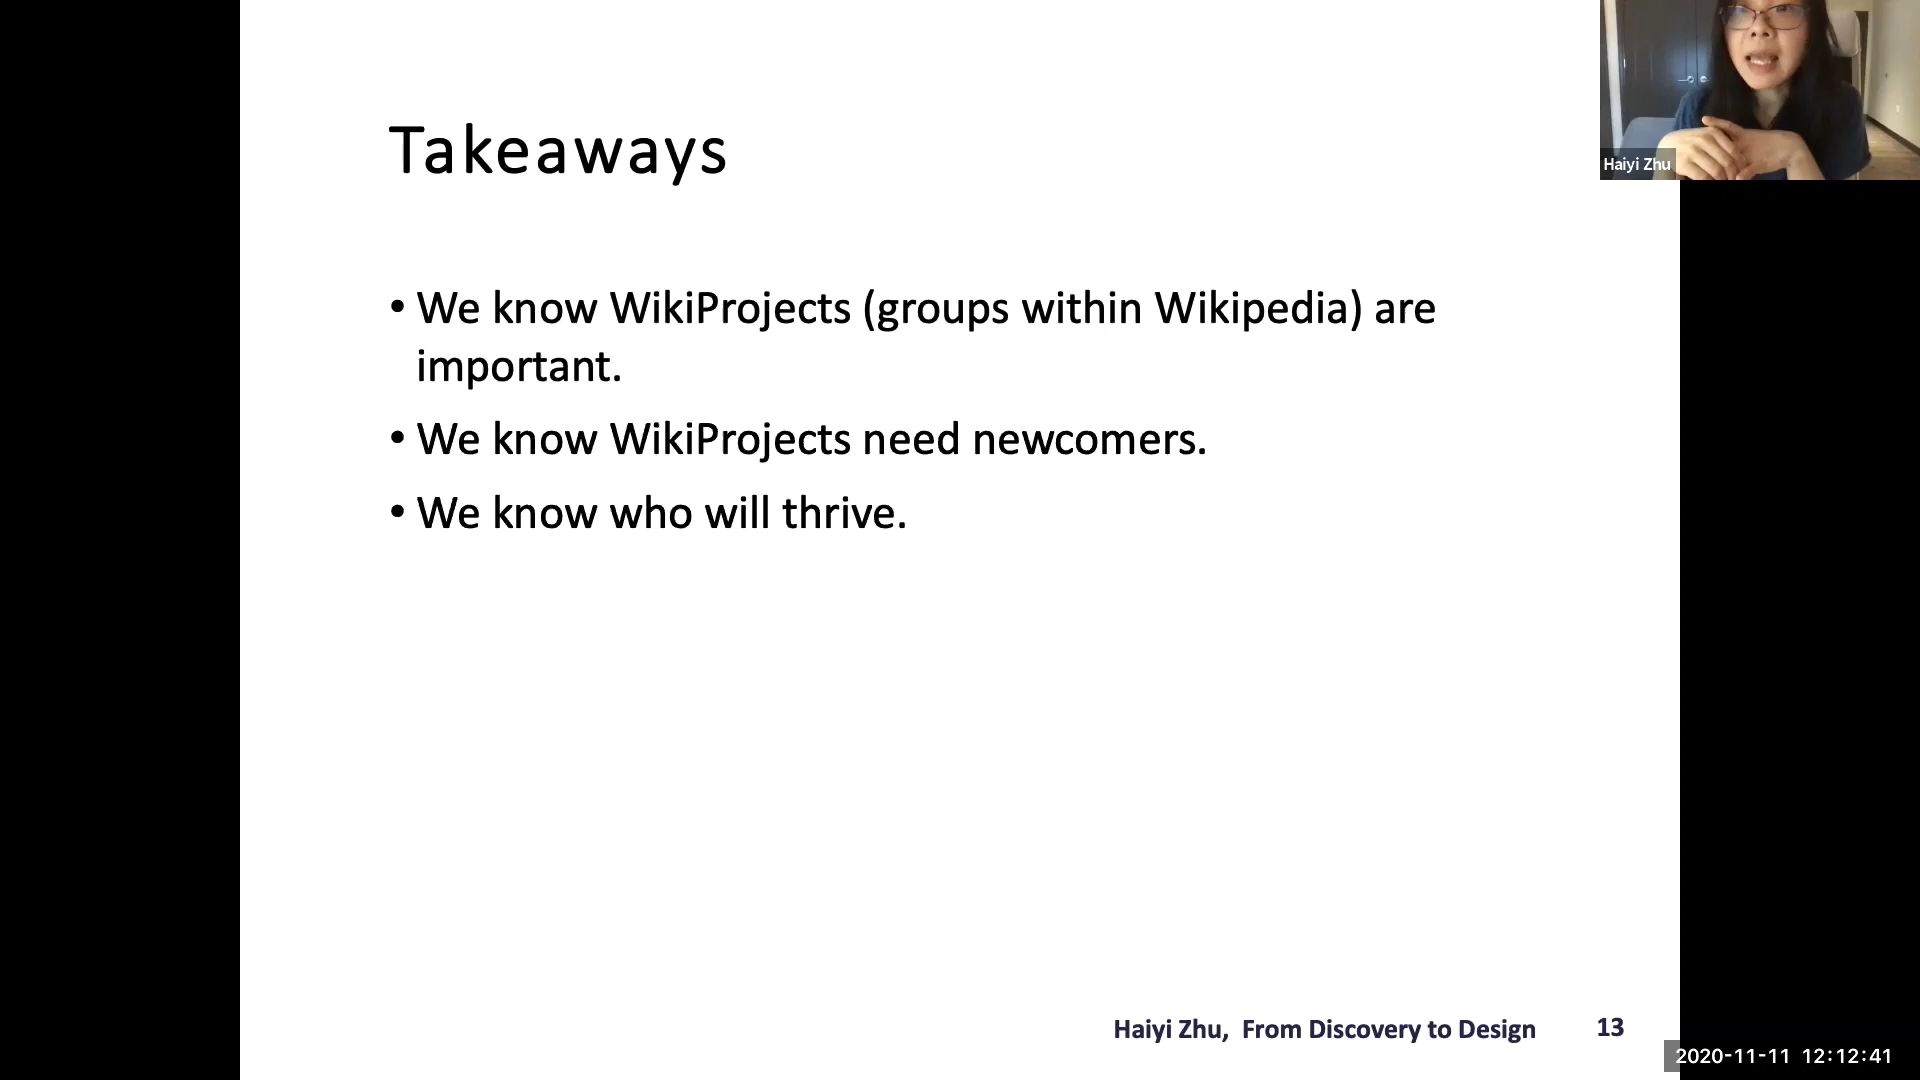 Takeaways
• We know WikiProjects (groups within Wikipedia) are
important.
• We know WikiProjects need newcomers.
• We know who will thrive.
Haiyi Zhu
Haiyi Zhu, From Discovery to Design 13
2020-11-11 12:12:41